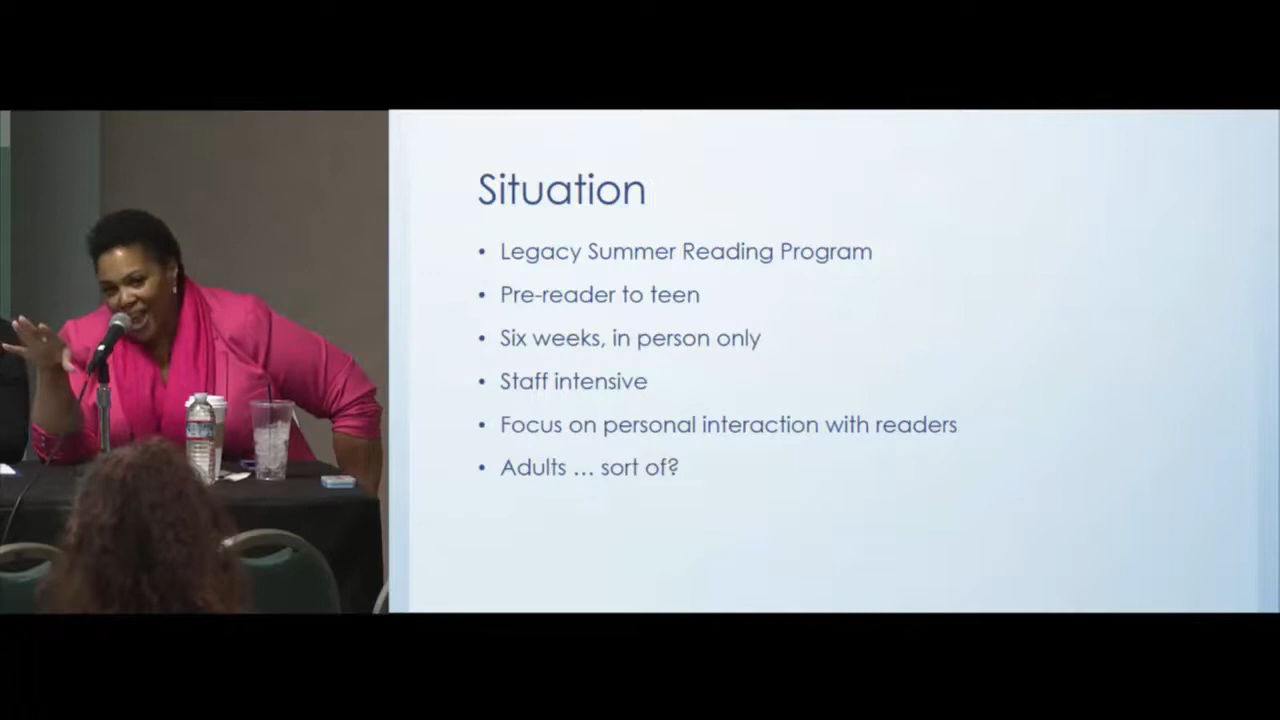 Situation
• Legacy Summer Reading Program
• Pre-reader to teen
• Six weeks, in person only
• Staff intensive
• Focus on personal interaction with readers
• Adults … sort of?